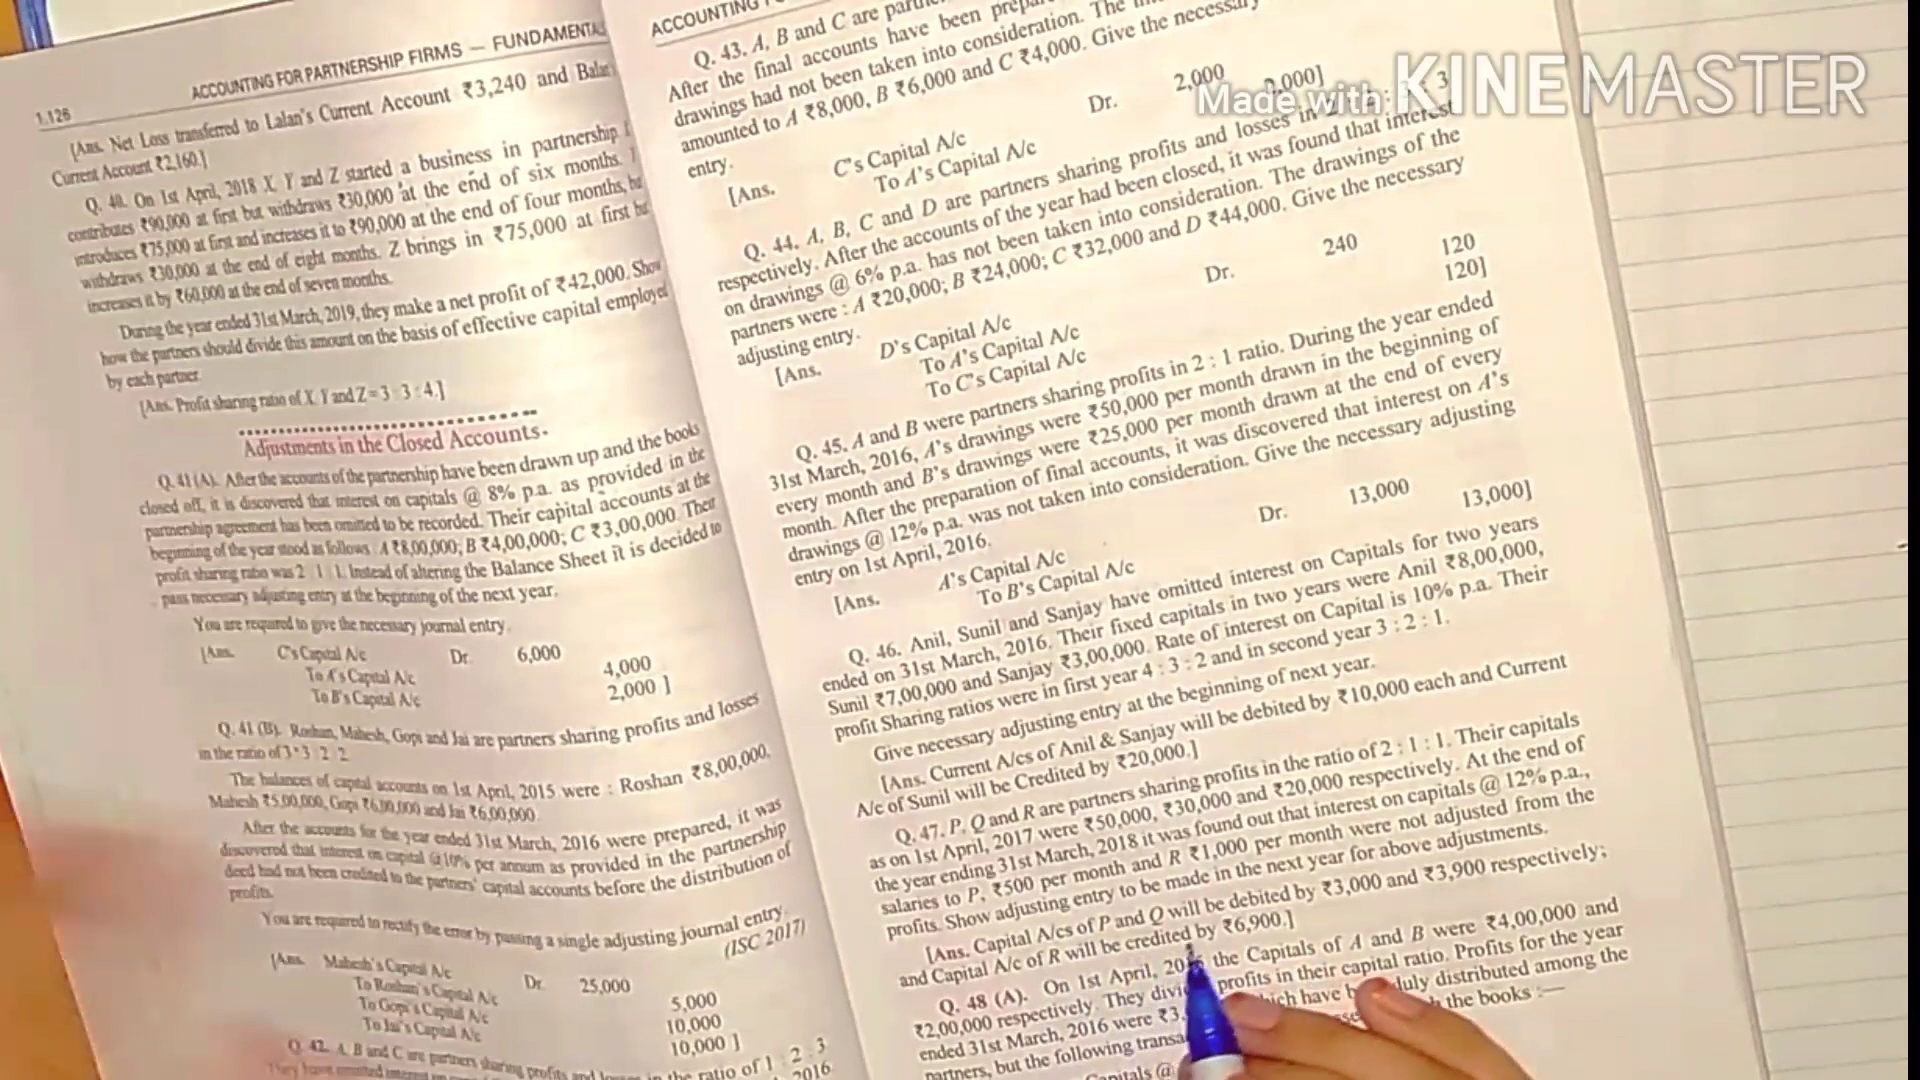 1.126
ACCOUNTING FOR PARTNERSHIP FIRMS — FUNDAMENTALS
[Ans. Net Loss transferred to Lalan's Current Account ₹3,240 and
Current Account ₹2,160.]
Q. 40. On 1st April, 2018 X, Y and Z started a business in partnership
contributes ₹90,000 at first but withdraws ₹30,000 at the end of six months.
introduces ₹75,000 at first and increases it to ₹90,000 at the end of four months,
withdraws ₹30,000 at the end of eight months. Z brings in ₹75,000 at first
increases it by ₹60,000 at the end of seven months.
During the year ended 31st March, 2019, they make a net profit of ₹42,000. Show
how the partners should divide this amount on the basis of effective capital employed
by each partner.
[Ans. Profit sharing ratio of X, Y and Z = 3 : 3 : 4.]
Adjustments in the Closed Accounts.
Q. 41 (A). After the accounts of the partnership have been drawn up and the books
closed off, it is discovered that interest on capitals @ 8% p.a. as provided in the
partnership agreement has been omitted to be recorded. Their capital accounts at the
beginning of the year stood as follows : A ₹8,00,000; B ₹4,00,000; C ₹3,00,000. Their
profit sharing ratio was 2 : 1 : 1. Instead of altering the Balance Sheet it is decided to
pass necessary adjusting entry at the beginning of the next year.
You are required to give the necessary journal entry.
[Ans. C's Capital A/c Dr. 6,000
To A's Capital A/c 4,000
To B's Capital A/c 2,000 ]
Q. 41 (B). Roshan, Mahesh, Gopi and Jai are partners sharing profits and losses
in the ratio of 3 : 3 : 2 : 2.
The balances of capital accounts on 1st April, 2015 were : Roshan ₹8,00,000,
Mahesh ₹5,00,000, Gopi ₹6,00,000 and Jai ₹6,00,000.
After the accounts for the year ended 31st March, 2016 were prepared, it was
discovered that interest on capital @10% per annum as provided in the partnership
deed had not been credited to the partners' capital accounts before the distribution of
profits.
You are required to rectify the error by passing a single adjusting journal entry.
(ISC 2017)
[Ans. Mahesh's Capital A/c Dr. 25,000
To Roshan's Capital A/c 5,000
To Gopi's Capital A/c 10,000
To Jai's Capital A/c 10,000 ]
Q. 42. A, B and C are partners sharing profits and losses in the ratio of 1 : 2 : 3
They have omitted interest on 2016
ACCOUNTING
Q. 43. A, B and C are
After the final accounts have been
drawings had not been taken into consideration. The
amounted to A ₹8,000, B ₹6,000 and C ₹4,000. Give the necessary
entry.
[Ans. C's Capital A/c Dr. 2,000
To A's Capital A/c 2,000]
Made with KINEMASTER
Q. 44. A, B, C and D are partners sharing profits and losses in
respectively. After the accounts of the year had been closed, it was found that interest
on drawings @ 6% p.a. has not been taken into consideration. The drawings of the
partners were : A ₹20,000; B ₹24,000; C ₹32,000 and D ₹44,000. Give the necessary
adjusting entry.
[Ans. D's Capital A/c Dr. 240
To A's Capital A/c 120
To C's Capital A/c 120]
Q. 45. A and B were partners sharing profits in 2 : 1 ratio. During the year ended
31st March, 2016, A's drawings were ₹50,000 per month drawn in the beginning of
every month and B's drawings were ₹25,000 per month drawn at the end of every
month. After the preparation of final accounts, it was discovered that interest on A's
drawings @ 12% p.a. was not taken into consideration. Give the necessary adjusting
entry on 1st April, 2016.
[Ans. A's Capital A/c Dr. 13,000
To B's Capital A/c 13,000]
Q. 46. Anil, Sunil and Sanjay have omitted interest on Capitals for two years
ended on 31st March, 2016. Their fixed capitals in two years were Anil ₹8,00,000,
Sunil ₹7,00,000 and Sanjay ₹3,00,000. Rate of interest on Capital is 10% p.a. Their
profit Sharing ratios were in first year 4 : 3 : 2 and in second year 3 : 2 : 1.
Give necessary adjusting entry at the beginning of next year.
[Ans. Current A/cs of Anil & Sanjay will be debited by ₹10,000 each and Current
A/c of Sunil will be Credited by ₹20,000.]
Q. 47. P, Q and R are partners sharing profits in the ratio of 2 : 1 : 1. Their capitals
as on 1st April, 2017 were ₹50,000, ₹30,000 and ₹20,000 respectively. At the end of
the year ending 31st March, 2018 it was found out that interest on capitals @ 12% p.a.,
salaries to P, ₹500 per month and R ₹1,000 per month were not adjusted from the
profits. Show adjusting entry to be made in the next year for above adjustments.
[Ans. Capital A/cs of P and Q will be debited by ₹3,000 and ₹3,900 respectively;
and Capital A/c of R will be credited by ₹6,900.]
Q. 48 (A). On 1st April, the Capitals of A and B were ₹4,00,000 and
₹2,00,000 respectively. They profits in their capital ratio. Profits for the year
ended 31st March, 2016 were which have duly distributed among the
partners, but the following the books :—
Capitals @